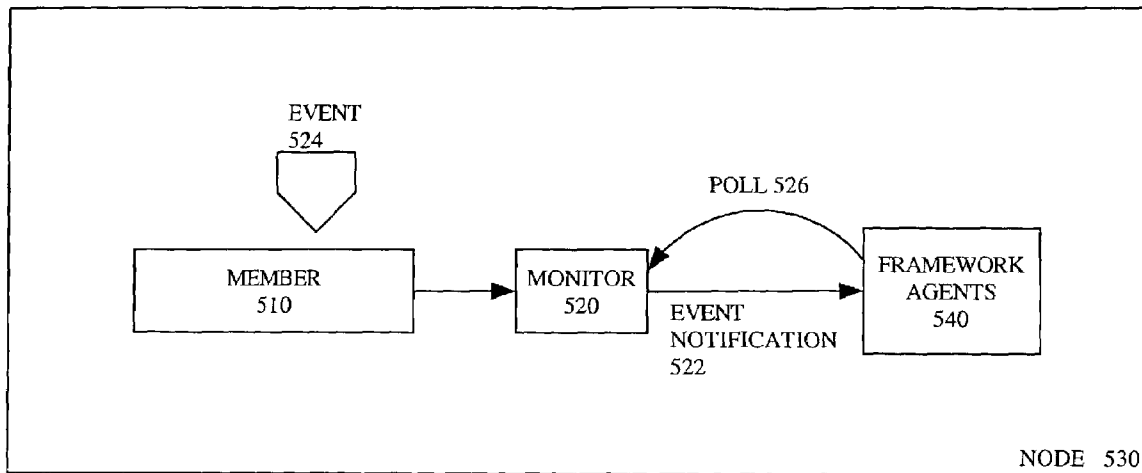 EVENT
524
POLL 526
MEMBER
510
MONITOR
520
FRAMEWORK
AGENTS
540
EVENT
NOTIFICATION
522
NODE 530